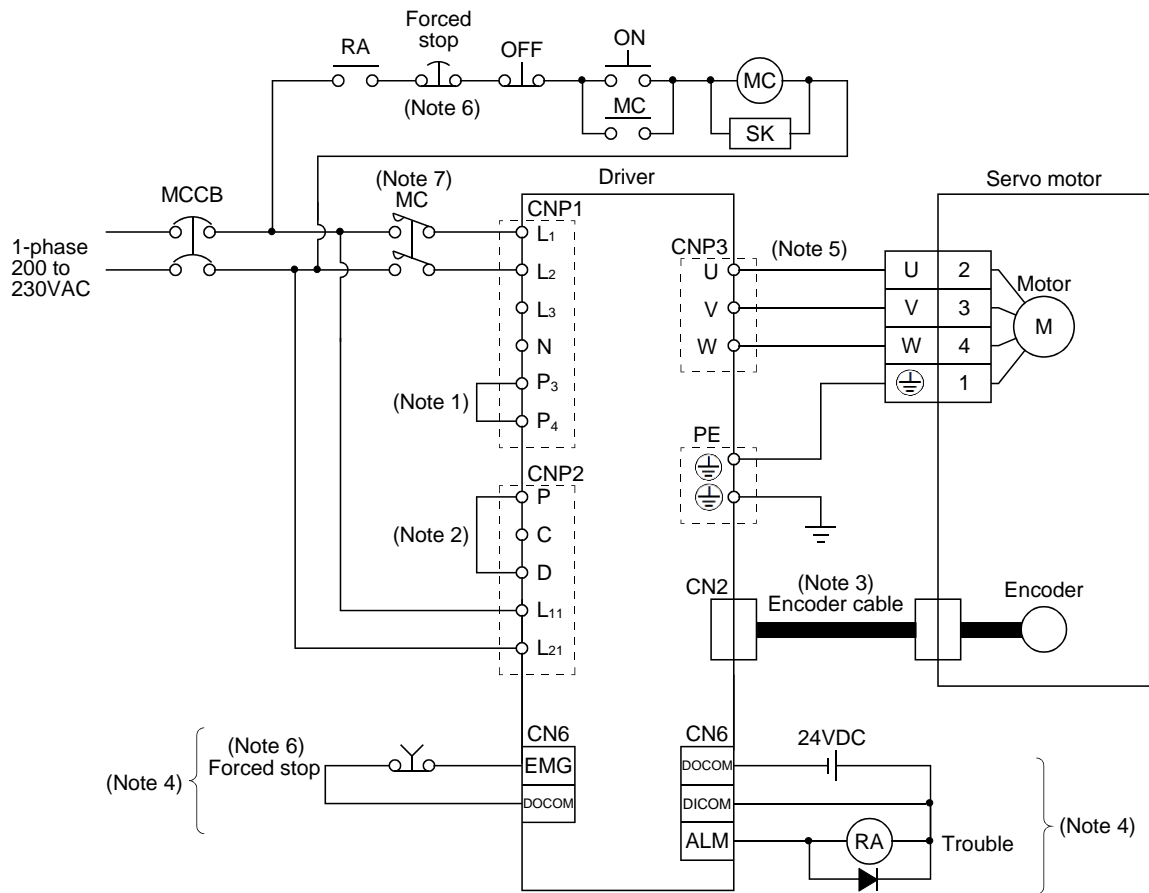 Forced
stop
RA
OFF
ON
MC
(Note 6)
MC
SK
(Note 7)
MC
MCCB
Driver
Servo motor
1-phase
200 to
230VAC
CNP1
L1
L2
L3
N
P3
P4
(Note 1)
CNP3
U
V
W
(Note 5)
U
2
V
3
W
4
1
Motor
M
PE
CNP2
P
C
D
L11
L21
(Note 2)
CN2
(Note 3)
Encoder cable
Encoder
CN6
EMG
DOCOM
(Note 6)
Forced stop
(Note 4)
CN6
DOCOM
DICOM
ALM
24VDC
RA
Trouble
(Note 4)